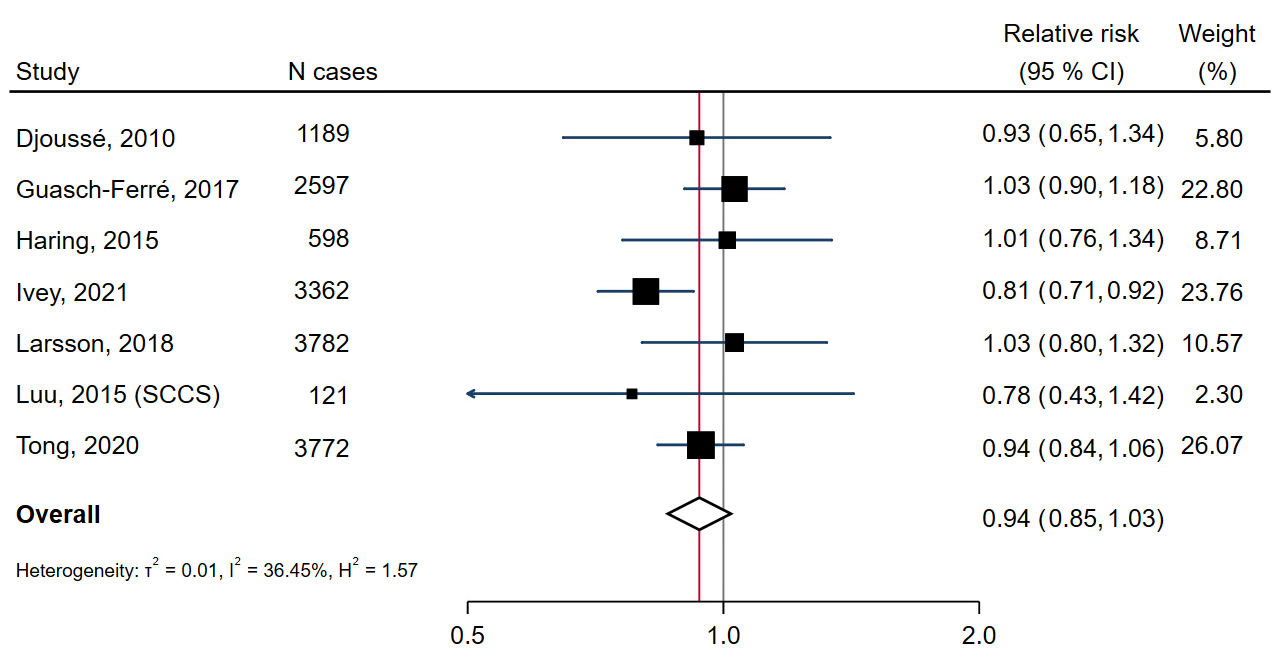 Relative risk Weight
Study N cases (95 % CI) (%)
Djoussé, 2010 1189 0.93 (0.65, 1.34) 5.80
Guasch-Ferré, 2017 2597 1.03 (0.90, 1.18) 22.80
Haring, 2015 598 1.01 (0.76, 1.34) 8.71
Ivey, 2021 3362 0.81 (0.71, 0.92) 23.76
Larsson, 2018 3782 1.03 (0.80, 1.32) 10.57
Luu, 2015 (SCCS) 121 0.78 (0.43, 1.42) 2.30
Tong, 2020 3772 0.94 (0.84, 1.06) 26.07
Overall 0.94 (0.85, 1.03)
Heterogeneity: τ² = 0.01, I² = 36.45%, H² = 1.57
0.5 1.0 2.0